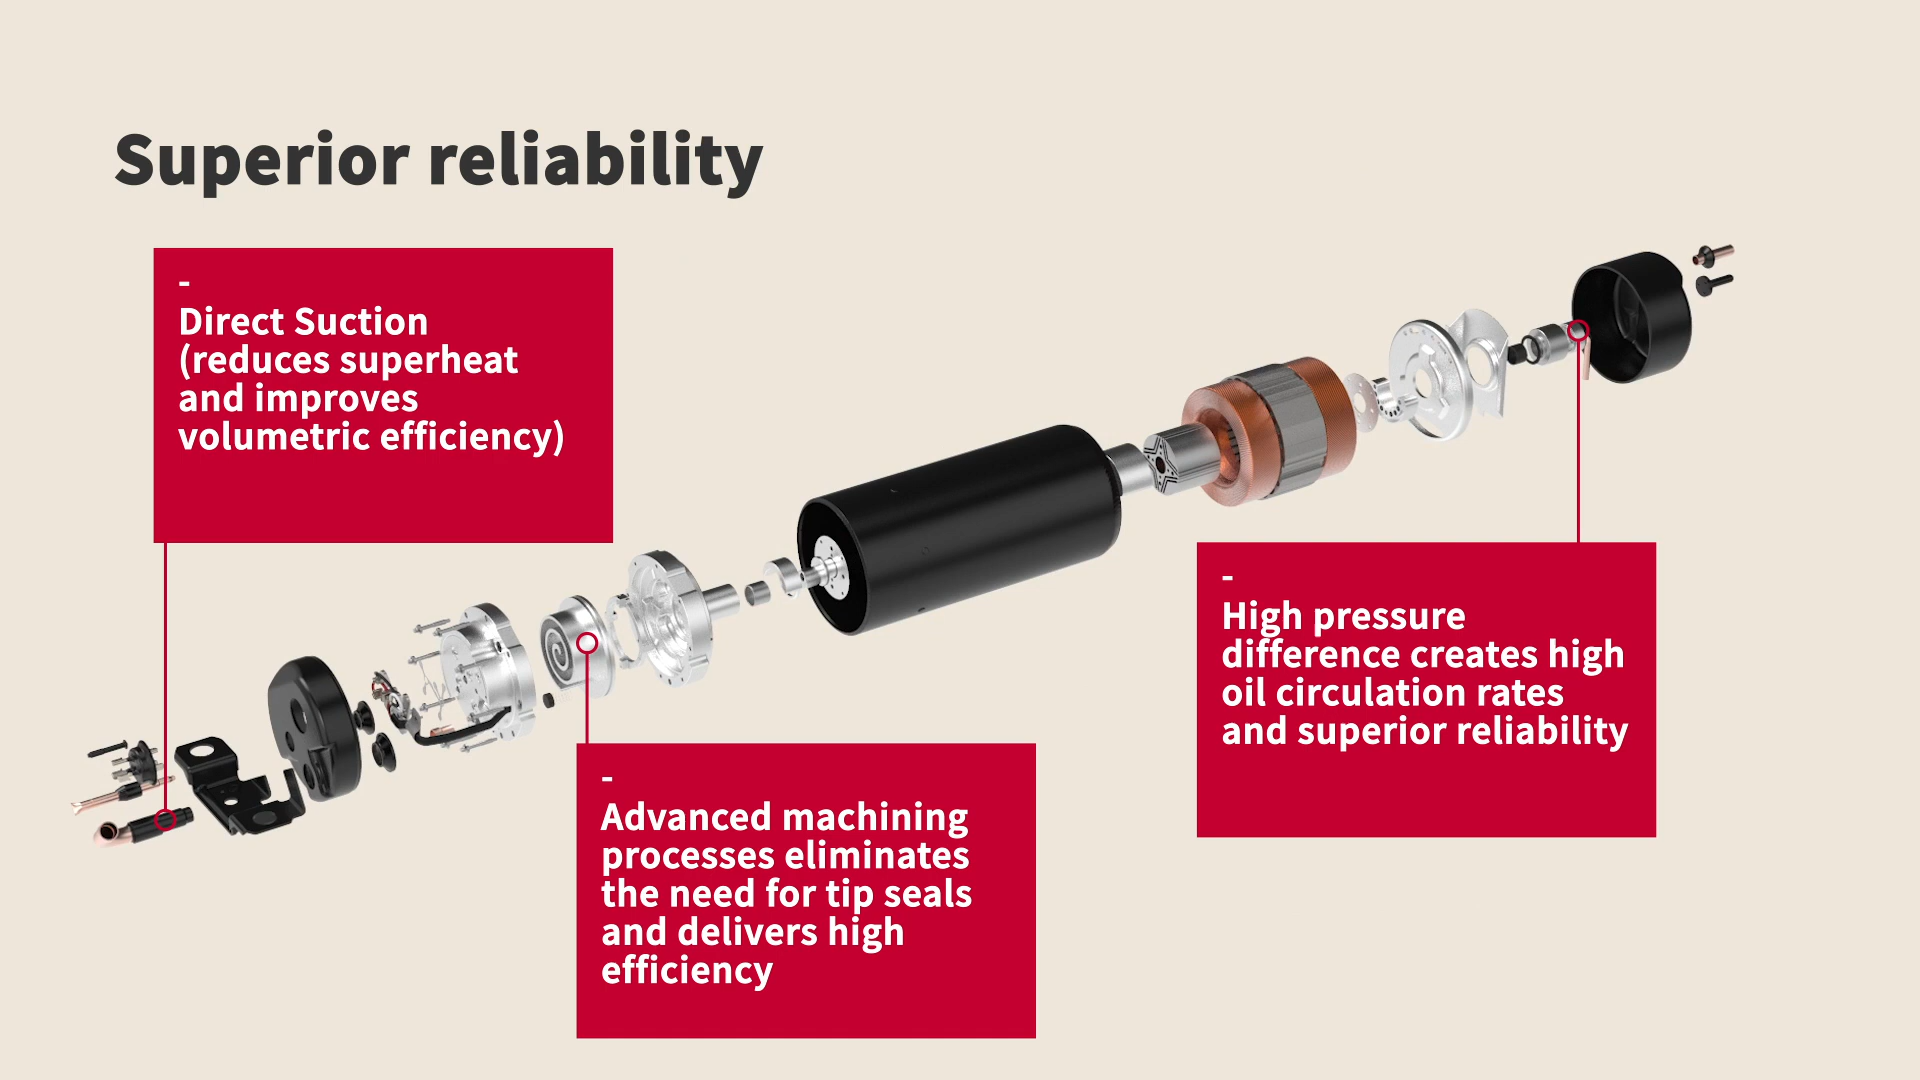 Superior reliability
-
Direct Suction
(reduces superheat
and improves
volumetric efficiency)
-
Advanced machining
processes eliminates
the need for tip seals
and delivers high
efficiency
-
High pressure
difference creates high
oil circulation rates
and superior reliability